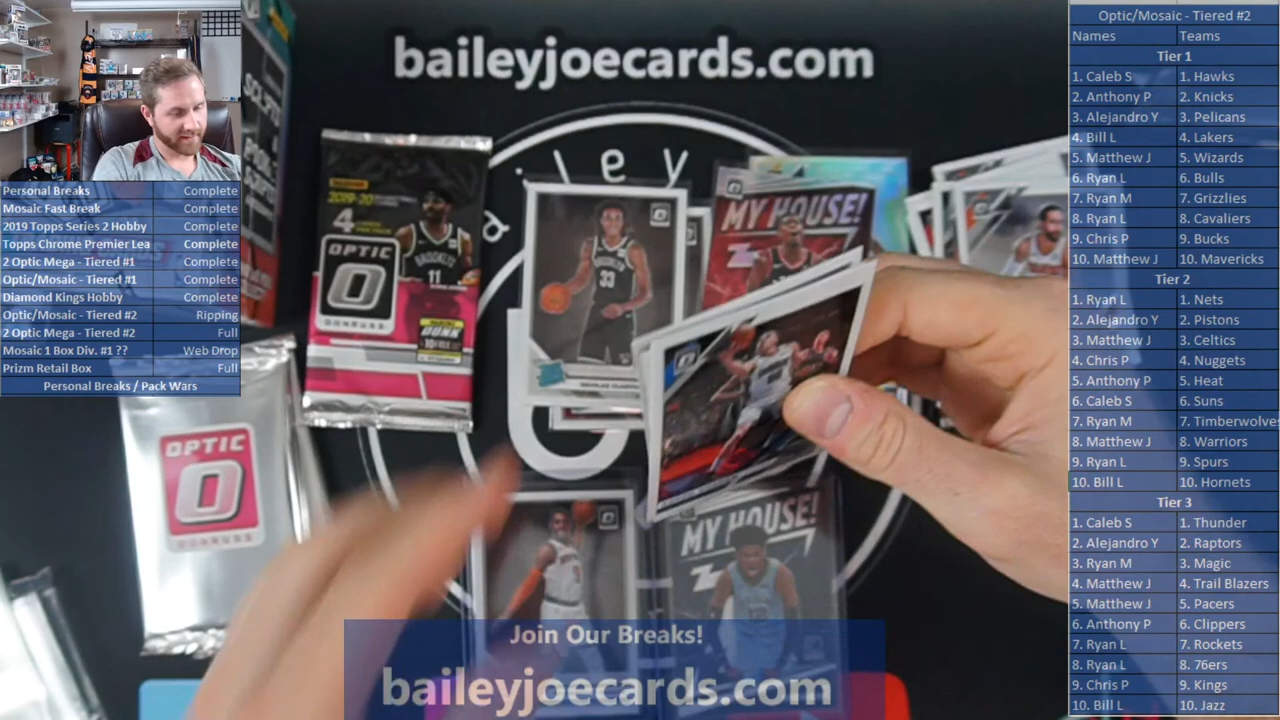 baileyjoecards.com
Personal Breaks Complete
Mosaic Fast Break Complete
2019 Topps Series 2 Hobby Complete
Topps Chrome Premier Lea Complete
2 Optic Mega - Tiered #1 Complete
Optic/Mosaic - Tiered #1 Complete
Diamond Kings Hobby Complete
Optic/Mosaic - Tiered #2 Ripping
2 Optic Mega - Tiered #2 Full
Mosaic 1 Box Div. #1 ?? Web Drop
Prizm Retail Box Full
Personal Breaks / Pack Wars
ley
a
2019-20
4
OPTIC
O
DONRUSS
BROOKLYN
11
OPTIC
O
DONRUSS
BROOKLYN
33
MY HOUSE!
MY HOUSE!
Join Our Breaks!
baileyjoecards.com
Optic/Mosaic - Tiered #2
Names Teams
Tier 1
1. Caleb S 1. Hawks
2. Anthony P 2. Knicks
3. Alejandro Y 3. Pelicans
4. Bill L 4. Lakers
5. Matthew J 5. Wizards
6. Ryan L 6. Bulls
7. Ryan M 7. Grizzlies
8. Ryan L 8. Cavaliers
9. Chris P 9. Bucks
10. Matthew J 10. Mavericks
Tier 2
1. Ryan L 1. Nets
2. Alejandro Y 2. Pistons
3. Matthew J 3. Celtics
4. Chris P 4. Nuggets
5. Anthony P 5. Heat
6. Caleb S 6. Suns
7. Ryan M 7. Timberwolves
8. Matthew J 8. Warriors
9. Ryan L 9. Spurs
10. Bill L 10. Hornets
Tier 3
1. Caleb S 1. Thunder
2. Alejandro Y 2. Raptors
3. Ryan M 3. Magic
4. Matthew J 4. Trail Blazers
5. Matthew J 5. Pacers
6. Anthony P 6. Clippers
7. Ryan L 7. Rockets
8. Ryan L 8. 76ers
9. Chris P 9. Kings
10. Bill L 10. Jazz